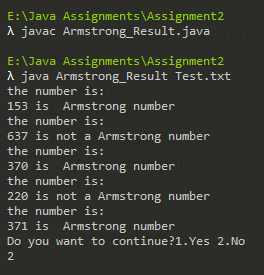 E:\Java Assignments\Assignment2
λ javac Armstrong_Result.java
E:\Java Assignments\Assignment2
λ java Armstrong_Result Test.txt
the number is:
153 is  Armstrong number
the number is:
637 is not a Armstrong number
the number is:
370 is  Armstrong number
the number is:
220 is not a Armstrong number
the number is:
371 is  Armstrong number
Do you want to continue?1.Yes 2.No
2